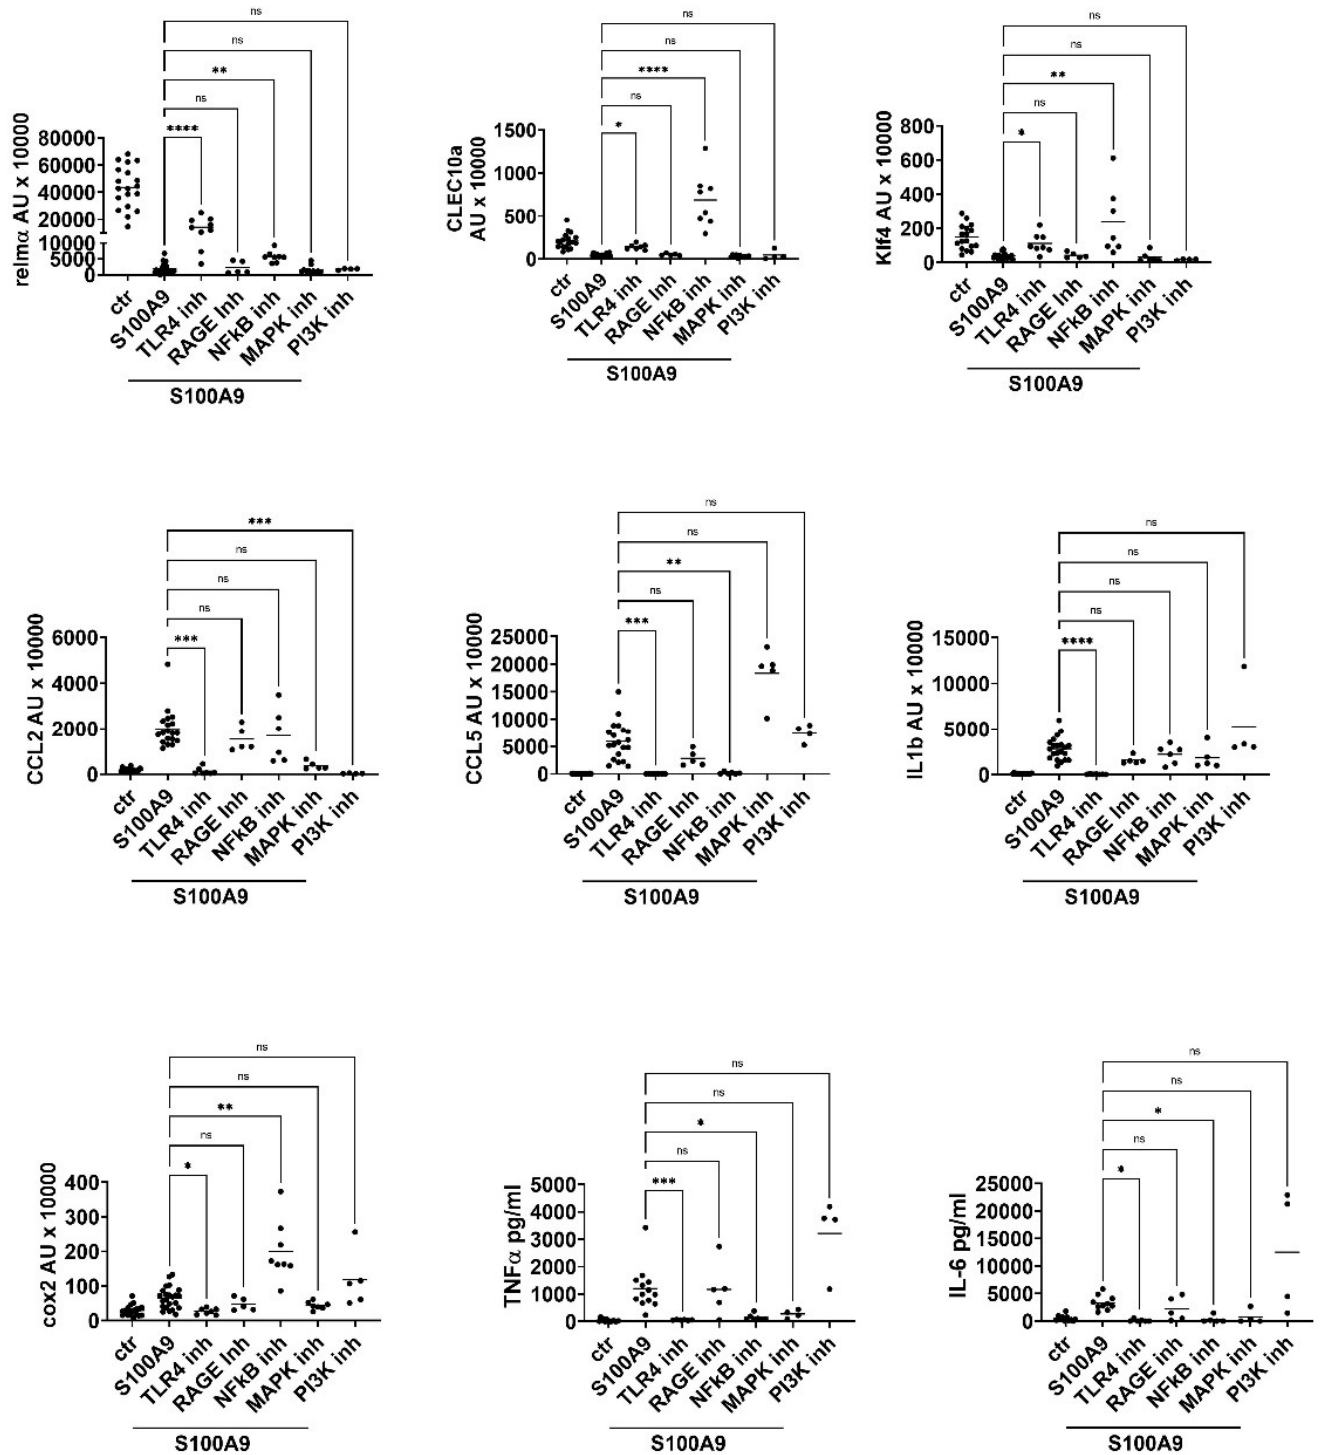 ns
ns
**
ns
****
relmα AU x 10000
80000
60000
40000
20000
10000
5000
0
ctr
S100A9
TLR4 inh
RAGE Inh
NFkB inh
MAPK inh
PI3K inh
S100A9
ns
ns
****
ns
*
CLEC10a
AU x 10000
1500
1000
500
0
ctr
S100A9
TLR4 inh
RAGE Inh
NFkB inh
MAPK inh
PI3K inh
S100A9
ns
ns
**
ns
*
Klf4 AU x 10000
800
600
400
200
0
ctr
S100A9
TLR4 inh
RAGE Inh
NFkB inh
MAPK inh
PI3K inh
S100A9
***
ns
ns
ns
***
CCL2 AU x 10000
6000
4000
2000
0
ctr
S100A9
TLR4 inh
RAGE Inh
NFkB inh
MAPK inh
PI3K inh
S100A9
ns
ns
**
ns
***
CCL5 AU x 10000
25000
20000
15000
10000
5000
0
ctr
S100A9
TLR4 inh
RAGE Inh
NFkB inh
MAPK inh
PI3K inh
S100A9
ns
ns
ns
ns
****
IL1b AU x 10000
15000
10000
5000
0
ctr
S100A9
TLR4 inh
RAGE Inh
NFkB inh
MAPK inh
PI3K inh
S100A9
ns
ns
**
ns
*
cox2 AU x 10000
400
300
200
100
0
ctr
S100A9
TLR4 inh
RAGE Inh
NFkB inh
MAPK inh
PI3K inh
S100A9
ns
ns
*
ns
***
TNFα pg/ml
5000
4000
3000
2000
1000
0
ctr
S100A9
TLR4 inh
RAGE Inh
NFkB inh
MAPK inh
PI3K inh
S100A9
ns
ns
*
ns
*
IL-6 pg/ml
25000
20000
15000
10000
5000
0
ctr
S100A9
TLR4 inh
RAGE Inh
NFkB inh
MAPK inh
PI3K inh
S100A9